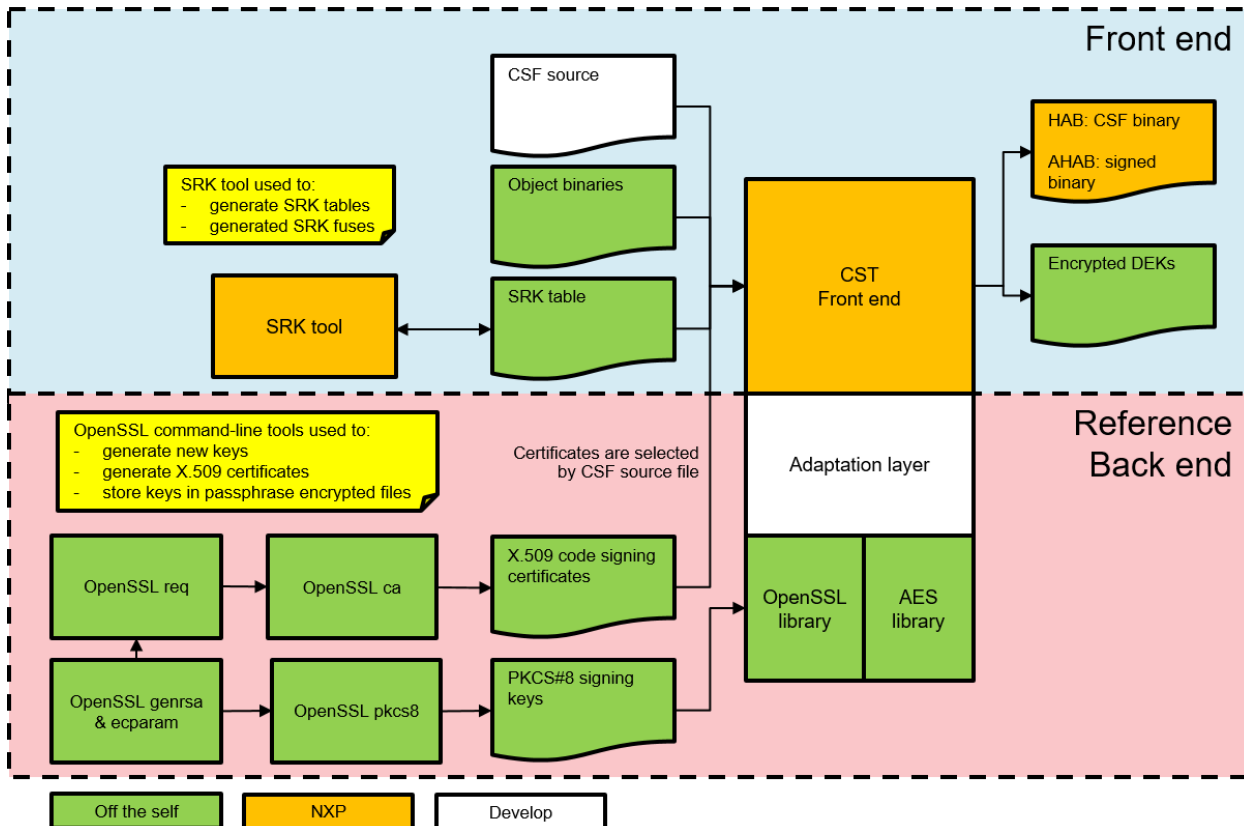 Front end
CSF source
HAB: CSF binary
AHAB: signed
binary
SRK tool used to:
- generate SRK tables
- generated SRK fuses
Object binaries
CST
Front end
Encrypted DEKs
SRK tool
SRK table
Reference
Back end
OpenSSL command-line tools used to:
- generate new keys
- generate X.509 certificates
- store keys in passphrase encrypted files
Certificates are selected
by CSF source file
Adaptation layer
OpenSSL req
OpenSSL ca
X.509 code signing
certificates
OpenSSL
library
AES
library
OpenSSL genrsa
& ecparam
OpenSSL pkcs8
PKCS#8 signing
keys
Off the self
NXP
Develop